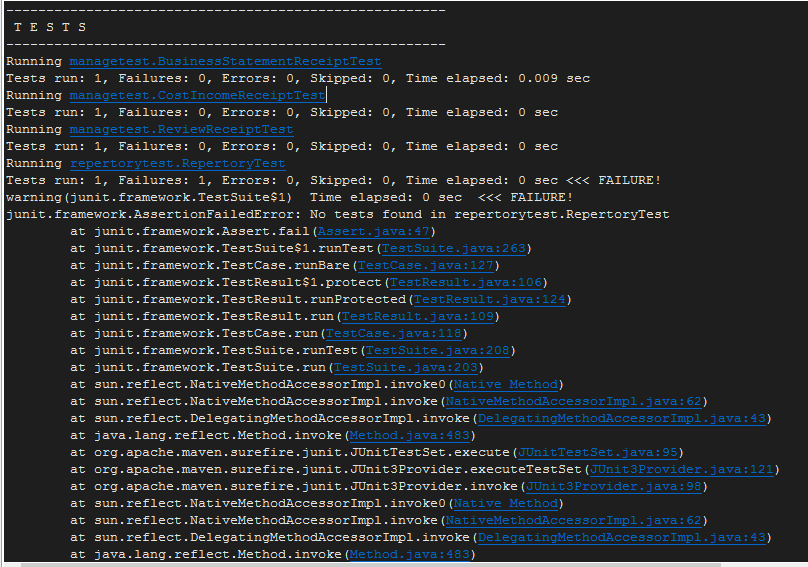 -------------------------------------------------------
T E S T S
-------------------------------------------------------
Running managetest.BusinessStatementReceiptTest
Tests run: 1, Failures: 0, Errors: 0, Skipped: 0, Time elapsed: 0.009 sec
Running managetest.CostIncomeReceiptTest
Tests run: 1, Failures: 0, Errors: 0, Skipped: 0, Time elapsed: 0 sec
Running managetest.ReviewReceiptTest
Tests run: 1, Failures: 0, Errors: 0, Skipped: 0, Time elapsed: 0 sec
Running repertorytest.RepertoryTest
Tests run: 1, Failures: 1, Errors: 0, Skipped: 0, Time elapsed: 0 sec <<< FAILURE!
warning(junit.framework.TestSuite$1)  Time elapsed: 0 sec  <<< FAILURE!
junit.framework.AssertionFailedError: No tests found in repertorytest.RepertoryTest
at junit.framework.Assert.fail(Assert.java:47)
at junit.framework.TestSuite$1.runTest(TestSuite.java:263)
at junit.framework.TestCase.runBare(TestCase.java:127)
at junit.framework.TestResult$1.protect(TestResult.java:106)
at junit.framework.TestResult.runProtected(TestResult.java:124)
at junit.framework.TestResult.run(TestResult.java:109)
at junit.framework.TestCase.run(TestCase.java:118)
at junit.framework.TestSuite.runTest(TestSuite.java:208)
at junit.framework.TestSuite.run(TestSuite.java:203)
at sun.reflect.NativeMethodAccessorImpl.invoke0(Native Method)
at sun.reflect.NativeMethodAccessorImpl.invoke(NativeMethodAccessorImpl.java:62)
at sun.reflect.DelegatingMethodAccessorImpl.invoke(DelegatingMethodAccessorImpl.java:43)
at java.lang.reflect.Method.invoke(Method.java:483)
at org.apache.maven.surefire.junit.JUnitTestSet.execute(JUnitTestSet.java:95)
at org.apache.maven.surefire.junit.JUnit3Provider.executeTestSet(JUnit3Provider.java:121)
at org.apache.maven.surefire.junit.JUnit3Provider.invoke(JUnit3Provider.java:98)
at sun.reflect.NativeMethodAccessorImpl.invoke0(Native Method)
at sun.reflect.NativeMethodAccessorImpl.invoke(NativeMethodAccessorImpl.java:62)
at sun.reflect.DelegatingMethodAccessorImpl.invoke(DelegatingMethodAccessorImpl.java:43)
at java.lang.reflect.Method.invoke(Method.java:483)